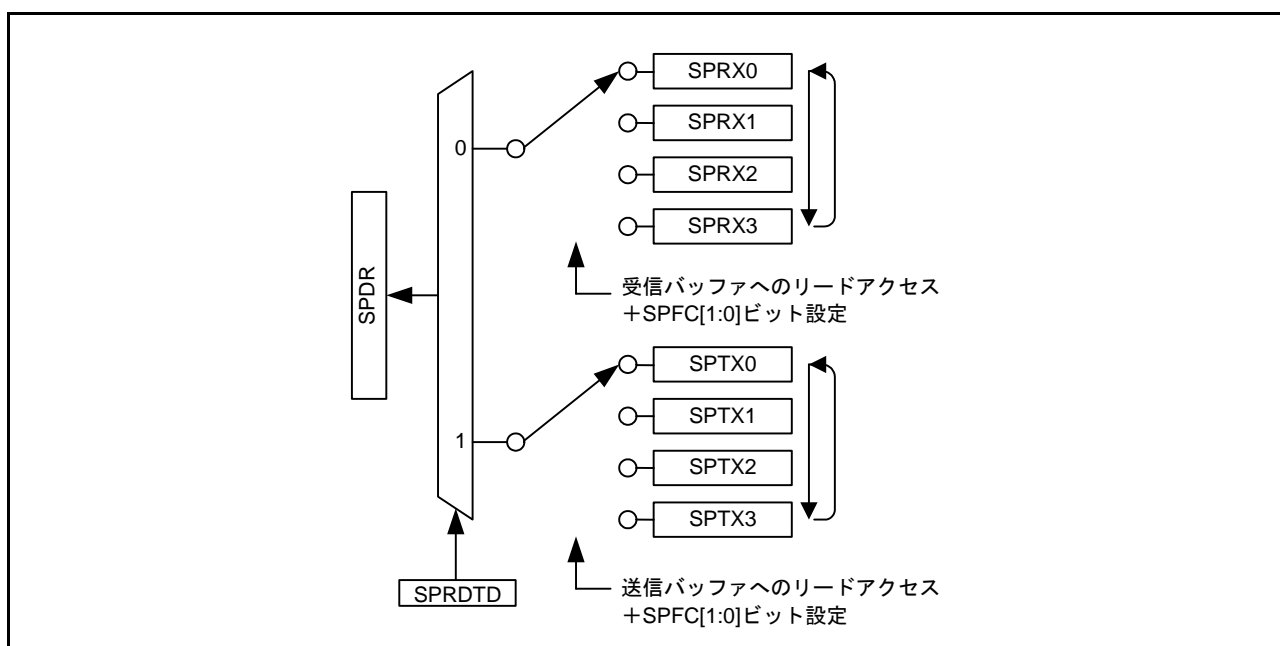 SPRX0
SPRX1
0
SPRX2
SPRX3
SPDR
受信バッファへのリードアクセス
+SPFC[1:0]ビット設定
SPTX0
SPTX1
1
SPTX2
SPTX3
SPRDTD
送信バッファへのリードアクセス
+SPFC[1:0]ビット設定